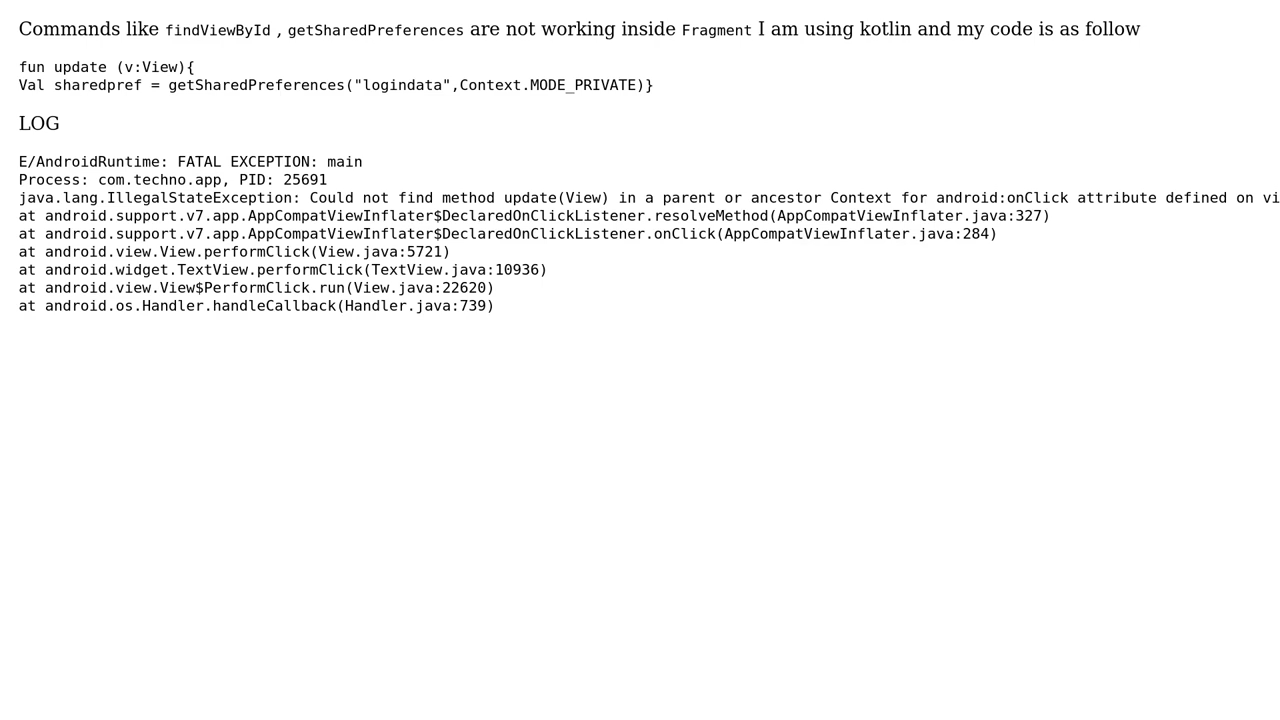 Commands like findViewById , getSharedPreferences are not working inside Fragment I am using kotlin and my code is as follow
fun update (v:View){
Val sharedpref = getSharedPreferences("logindata",Context.MODE_PRIVATE)}
LOG
E/AndroidRuntime: FATAL EXCEPTION: main
Process: com.techno.app, PID: 25691
java.lang.IllegalStateException: Could not find method update(View) in a parent or ancestor Context for android:onClick attribute defined on vi
at android.support.v7.app.AppCompatViewInflater$DeclaredOnClickListener.resolveMethod(AppCompatViewInflater.java:327)
at android.support.v7.app.AppCompatViewInflater$DeclaredOnClickListener.onClick(AppCompatViewInflater.java:284)
at android.view.View.performClick(View.java:5721)
at android.widget.TextView.performClick(TextView.java:10936)
at android.view.View$PerformClick.run(View.java:22620)
at android.os.Handler.handleCallback(Handler.java:739)